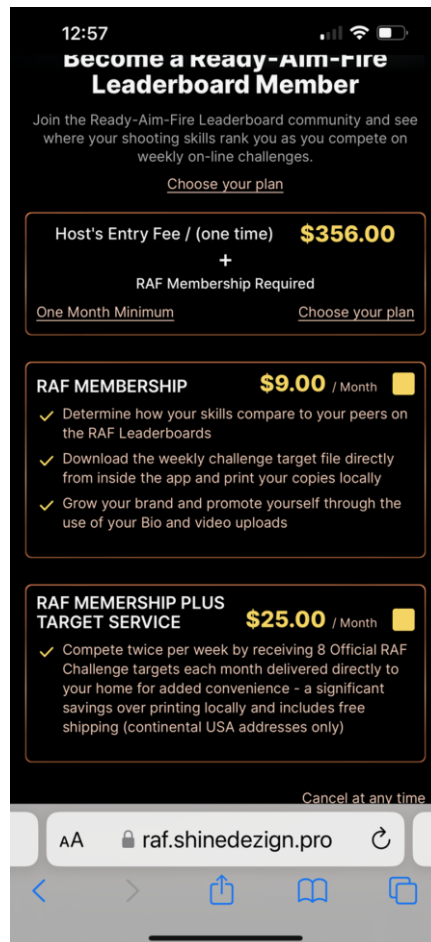 12:57
Become a Ready-Aim-Fire
Leaderboard Member
Join the Ready-Aim-Fire Leaderboard community and see
where your shooting skills rank you as you compete on
weekly on-line challenges.
Choose your plan
Host's Entry Fee / (one time) $356.00
+
RAF Membership Required
One Month Minimum Choose your plan
RAF MEMBERSHIP $9.00 / Month
Determine how your skills compare to your peers on
the RAF Leaderboards
Download the weekly challenge target file directly
from inside the app and print your copies locally
Grow your brand and promote yourself through the
use of your Bio and video uploads
RAF MEMERSHIP PLUS
TARGET SERVICE $25.00 / Month
Compete twice per week by receiving 8 Official RAF
Challenge targets each month delivered directly to
your home for added convenience - a significant
savings over printing locally and includes free
shipping (continental USA addresses only)
Cancel at any time
AA raf.shinedezign.pro